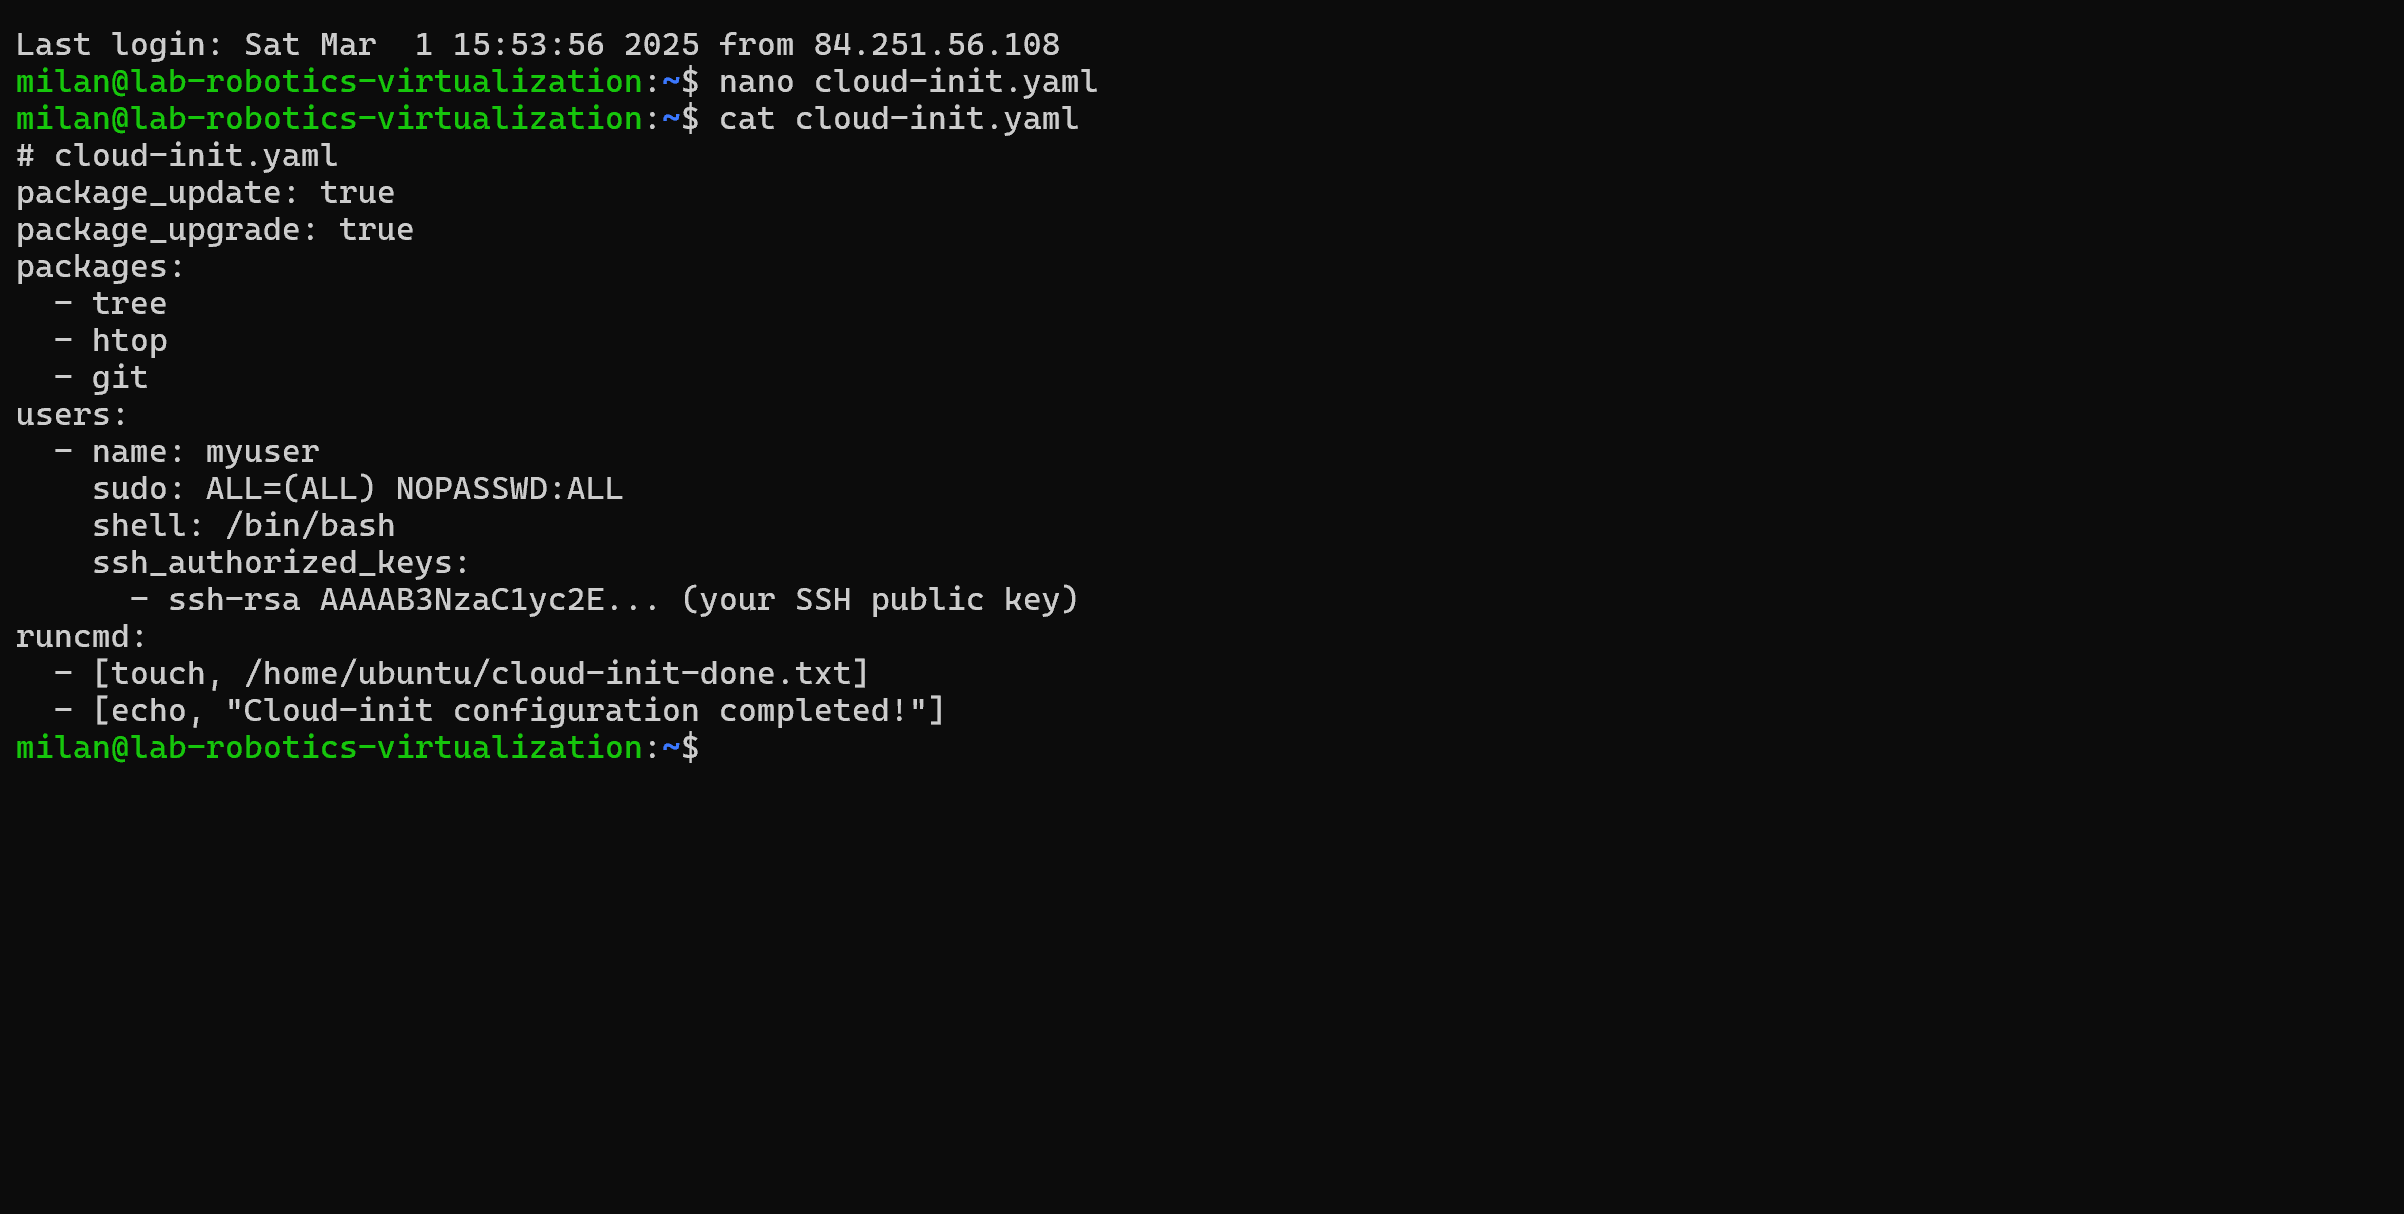 Last login: Sat Mar  1 15:53:56 2025 from 84.251.56.108
milan@lab-robotics-virtualization:~$ nano cloud-init.yaml
milan@lab-robotics-virtualization:~$ cat cloud-init.yaml
# cloud-init.yaml
package_update: true
package_upgrade: true
packages:
  - tree
  - htop
  - git
users:
  - name: myuser
    sudo: ALL=(ALL) NOPASSWD:ALL
    shell: /bin/bash
    ssh_authorized_keys:
      - ssh-rsa AAAAB3NzaC1yc2E... (your SSH public key)
runcmd:
  - [touch, /home/ubuntu/cloud-init-done.txt]
  - [echo, "Cloud-init configuration completed!"]
milan@lab-robotics-virtualization:~$